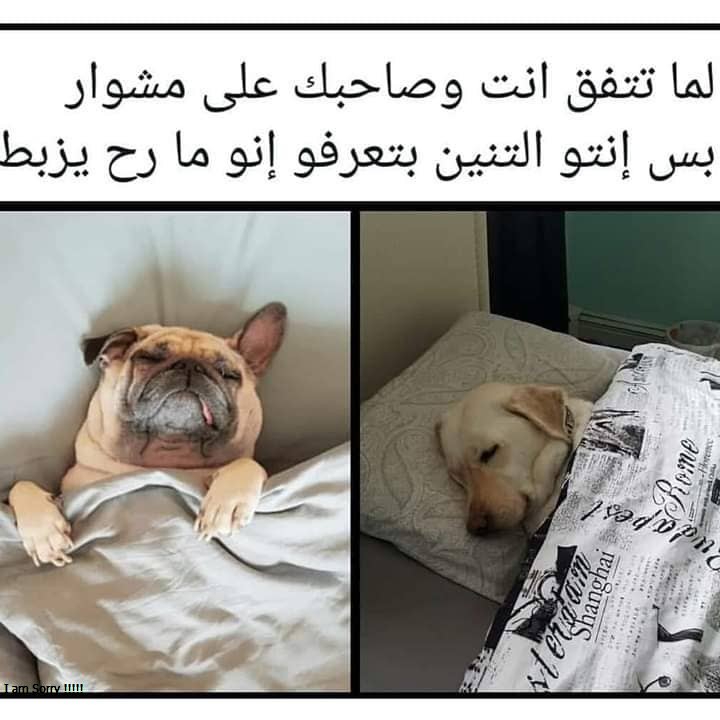 لما تتفق انت وصاحبك على مشوار
بس إنتو التنين بتعرفو إنو ما رح يزبط
Rome
Budapest
Shanghai
I am Sorry !!!!!